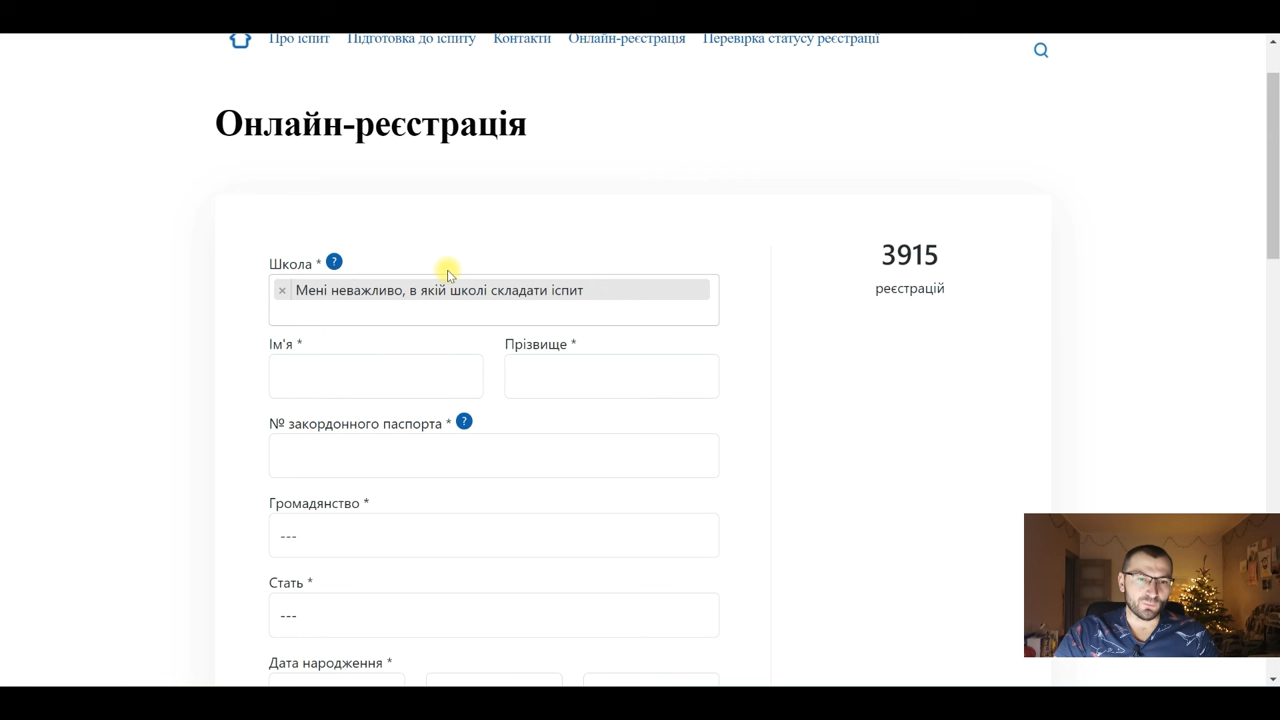 Про іспит Підготовка до іспиту Контакти Онлайн-реєстрація Перевірка статусу реєстрації
Онлайн-реєстрація
Школа * ?
× Мені неважливо, в якій школі складати іспит
Ім'я * Прізвище *
№ закордонного паспорта * ?
Громадянство *
---
Стать *
---
Дата народження *
3915
реєстрацій